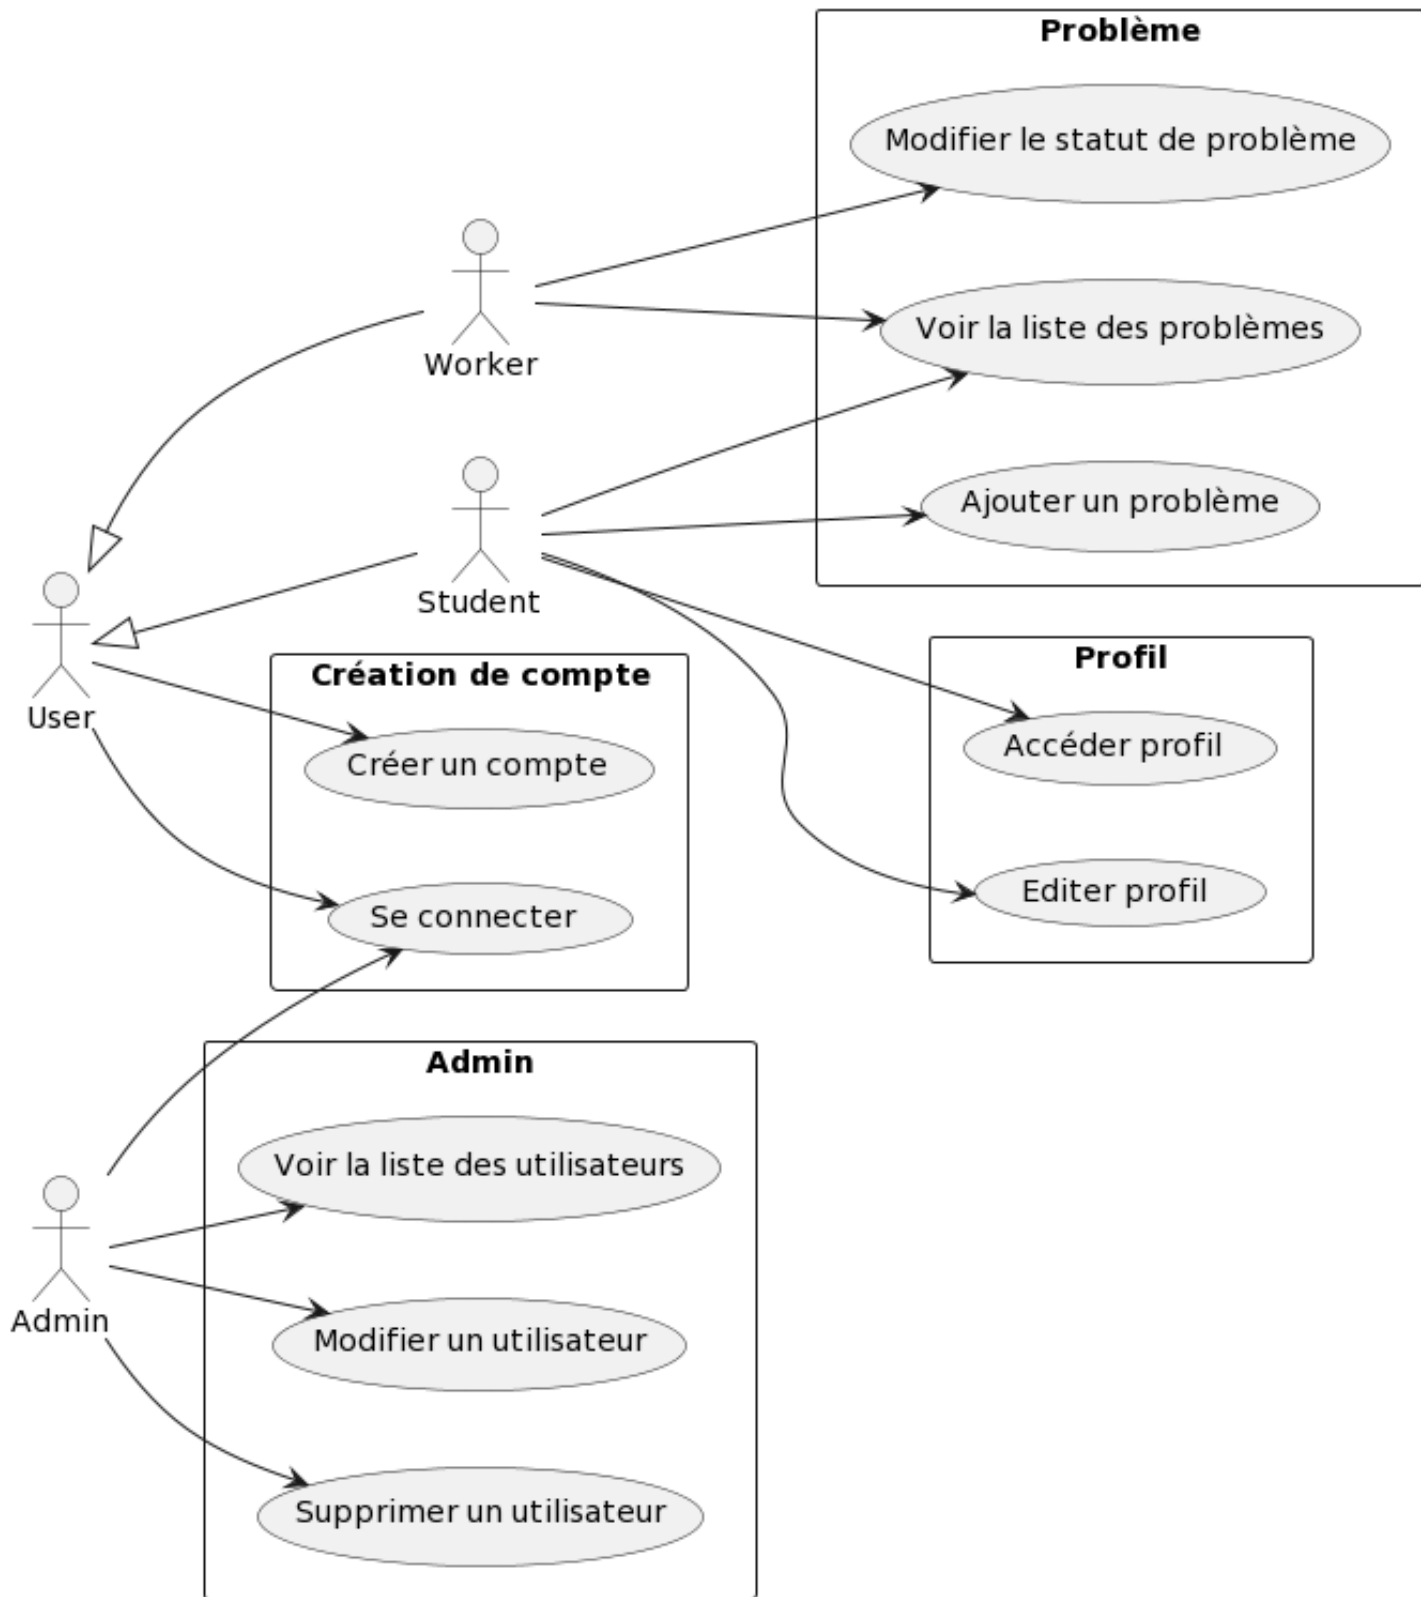 Problème
Modifier le statut de problème
Voir la liste des problèmes
Ajouter un problème
Worker
Student
User
Création de compte
Créer un compte
Se connecter
Profil
Accéder profil
Editer profil
Admin
Voir la liste des utilisateurs
Modifier un utilisateur
Supprimer un utilisateur
Admin